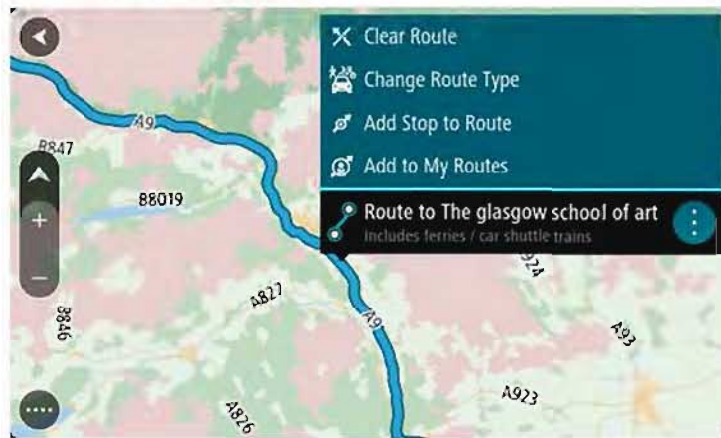 Clear Route
Change Route Type
Add Stop to Route
Add to My Routes
Route to The glasgow school of art
Includes ferries / car shuttle trains
A9
B847
B8019
A924
A827
B846
A9
A93
A923
A826